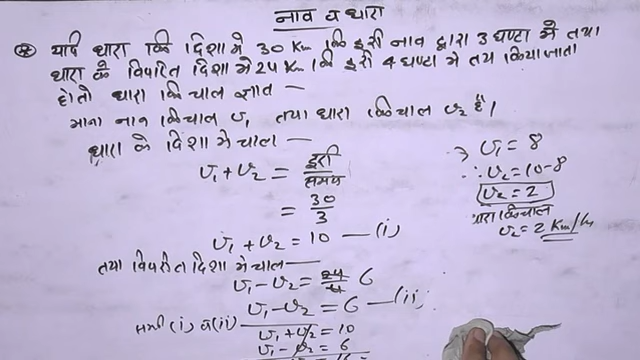 नाव व धारा
यदि धारा कि दिशा मे 30 Km कि दूरी नाव द्वारा 3 घण्टा मे तथा
धारा के विपरित दिशा मे 24 Km कि दूरी 4 घण्टा मे तय किया जाता
हो तो धारा कि चाल ज्ञात —
माना नाव कि चाल v₁ तथा धारा कि चाल v₂ है।
धारा के दिशा मे चाल —
v₁ + v₂ = दूरी/समय
= 30/3
v₁ + v₂ = 10 —(i)
तथा विपरीत दिशा मे चाल —
v₁ - v₂ = 24/4 6
v₁ - v₂ = 6 —(ii)
समी (i) व (ii)
v₁ + v₂ = 10
v₁ - v₂ = 6
→ v₁ = 8
∴ v₂ = 10-8
v₂ = 2
धारा कि चाल
v₂ = 2 Km/h